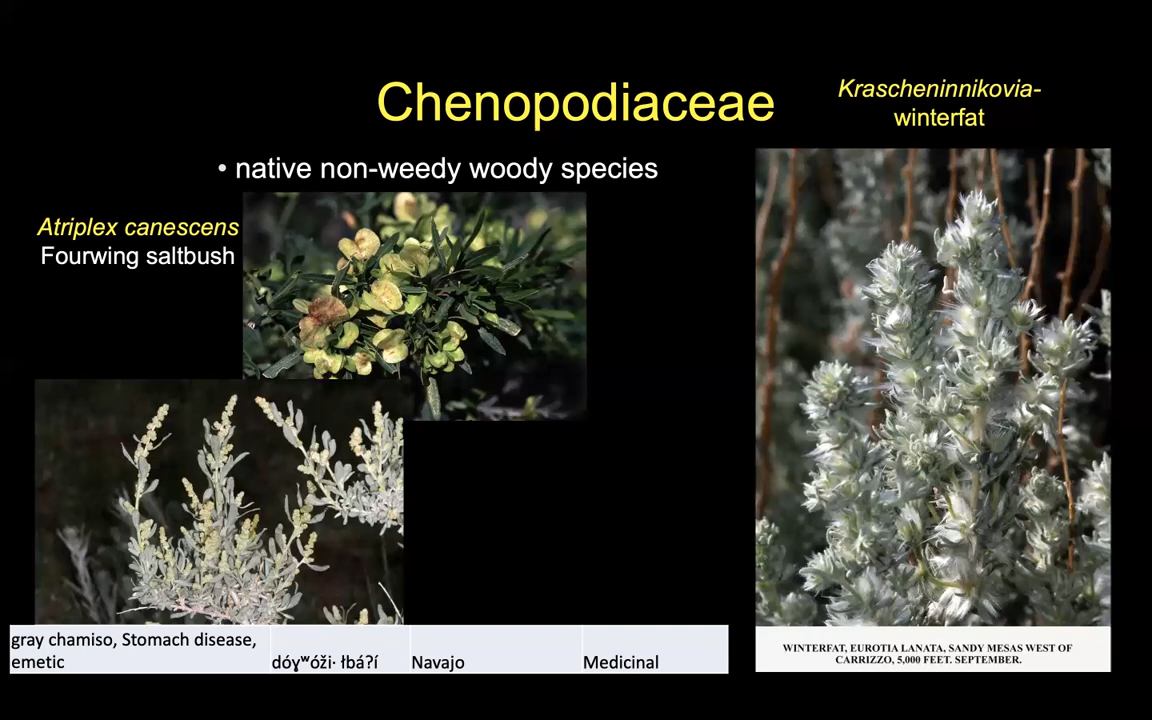 Chenopodiaceae
Krascheninnikovia-
winterfat
• native non-weedy woody species
Atriplex canescens
Fourwing saltbush
gray chamiso, Stomach disease,
emetic
dóɣʷóži· łbá?í
Navajo
Medicinal
WINTERFAT, EUROTIA LANATA, SANDY MESAS WEST OF
CARRIZZO, 5,000 FEET. SEPTEMBER.